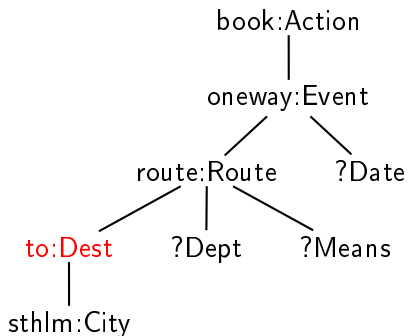 book:Action
oneway:Event
route:Route ?Date
to:Dest ?Dept ?Means
sthlm:City